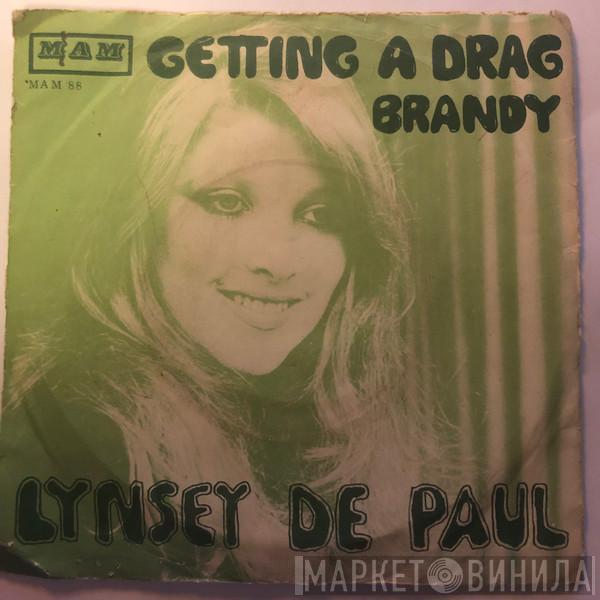 MAM
GETTING A DRAG
MAM 88
BRANDY
LYNSEY DE PAUL
МАРКЕТ ВИНИЛА